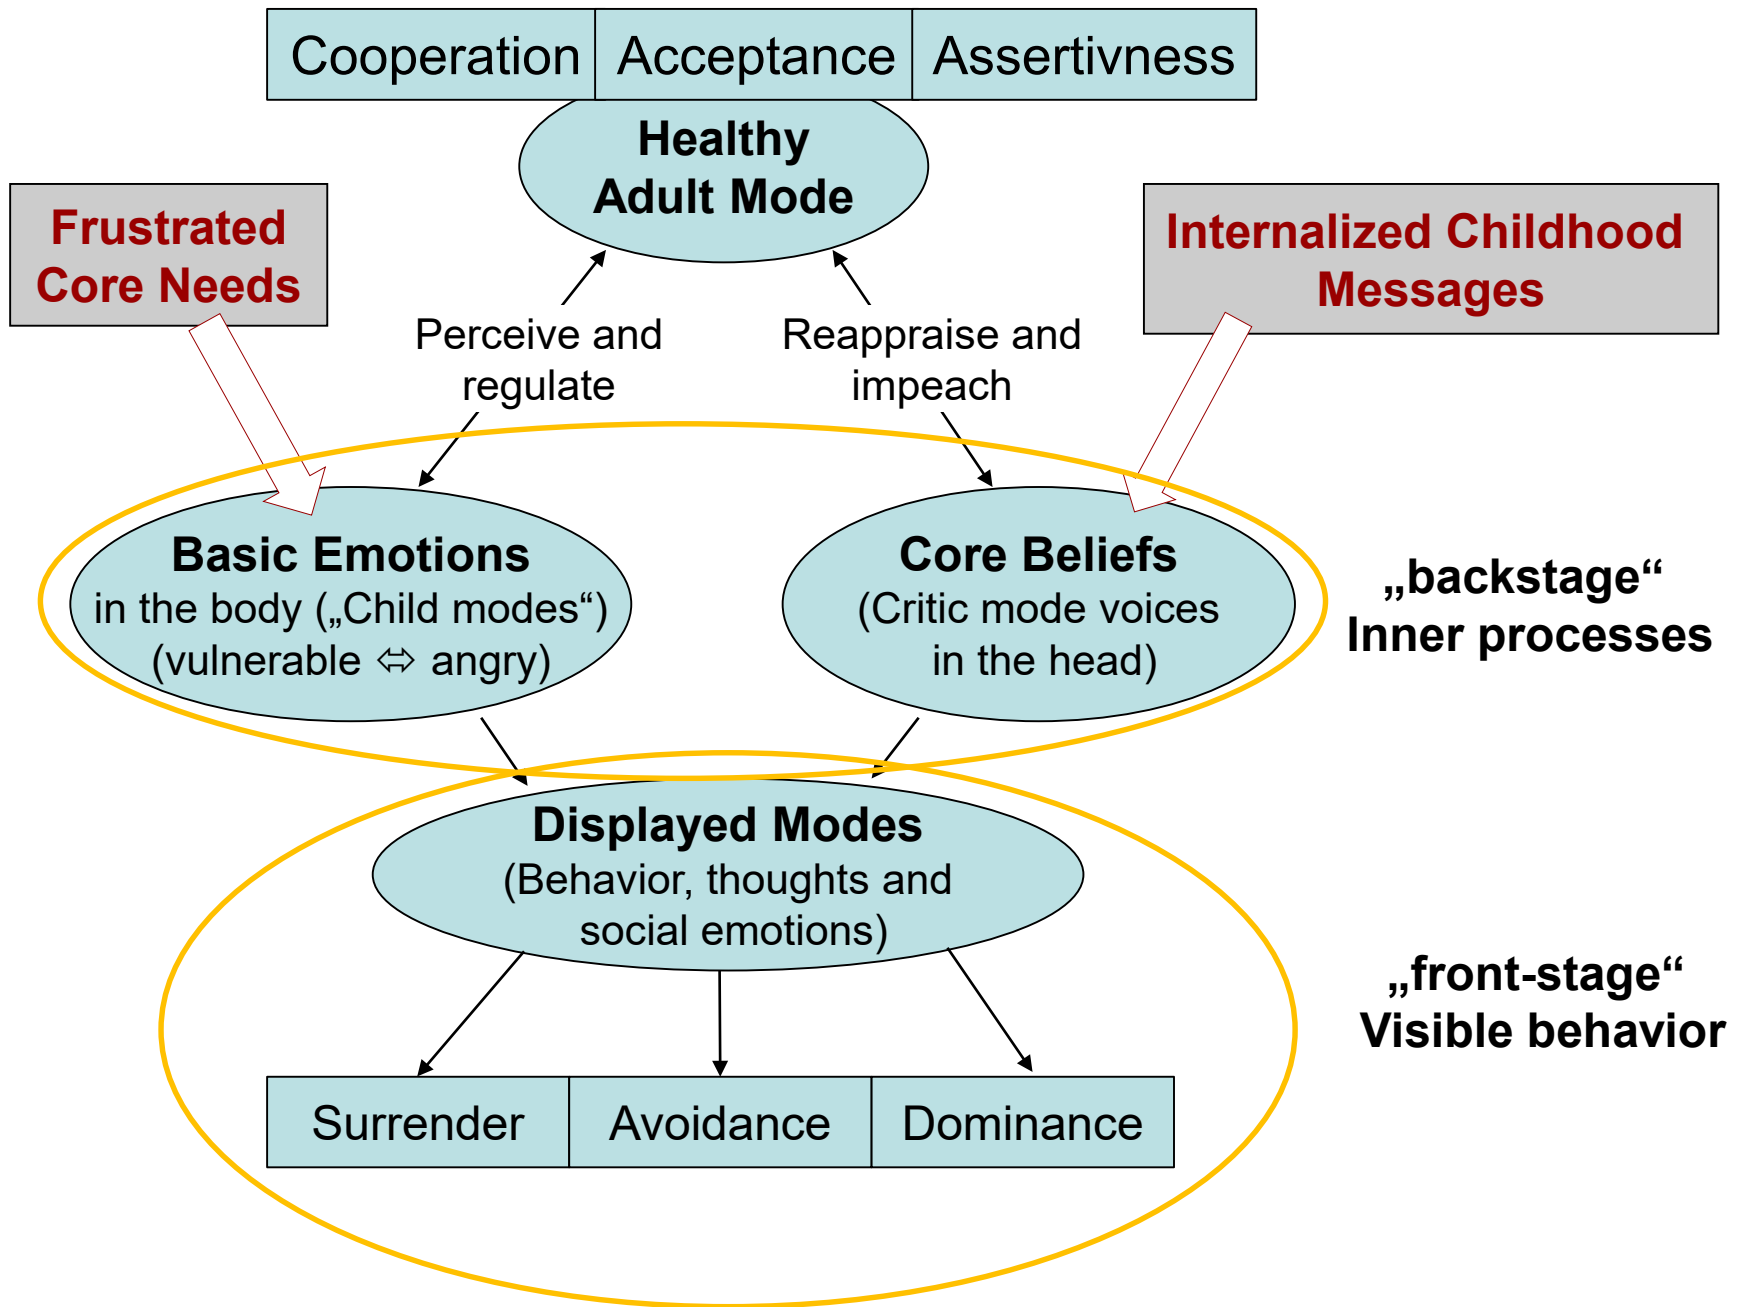 Cooperation Acceptance Assertivness
Healthy
Adult Mode
Frustrated
Core Needs
Internalized Childhood
Messages
Perceive and
regulate
Reappraise and
impeach
Basic Emotions
in the body („Child modes“)
(vulnerable ⇔ angry)
Core Beliefs
(Critic mode voices
in the head)
„backstage“
Inner processes
Displayed Modes
(Behavior, thoughts and
social emotions)
„front-stage“
Visible behavior
Surrender Avoidance Dominance